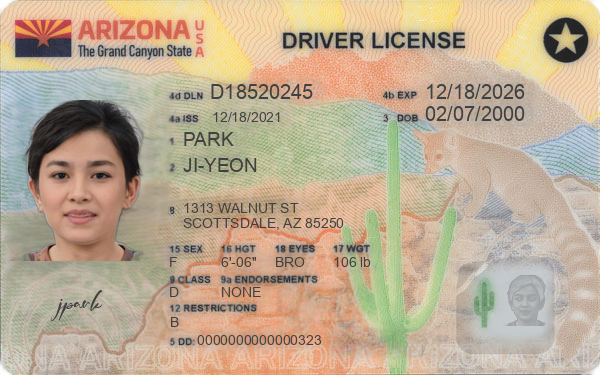 ARIZONA USA
The Grand Canyon State
DRIVER LICENSE
4d DLN D18520245 4b EXP 12/18/2026
4a ISS 12/18/2021 3 DOB 02/07/2000
1 PARK
2 JI-YEON
8 1313 WALNUT ST
SCOTTSDALE, AZ 85250
15 SEX 16 HGT 18 EYES 17 WGT
F 6'-06" BRO 106 lb
9 CLASS 9a ENDORSEMENTS
D NONE
12 RESTRICTIONS
B
jpark
5 DD: 0000000000000323
ARIZONA ARIZONA ARIZONA ARIZONA